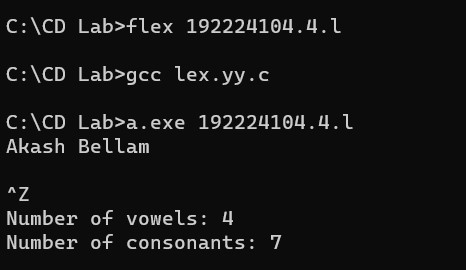 C:\CD Lab>flex 192224104.4.l
C:\CD Lab>gcc lex.yy.c
C:\CD Lab>a.exe 192224104.4.l
Akash Bellam
^Z
Number of vowels: 4
Number of consonants: 7